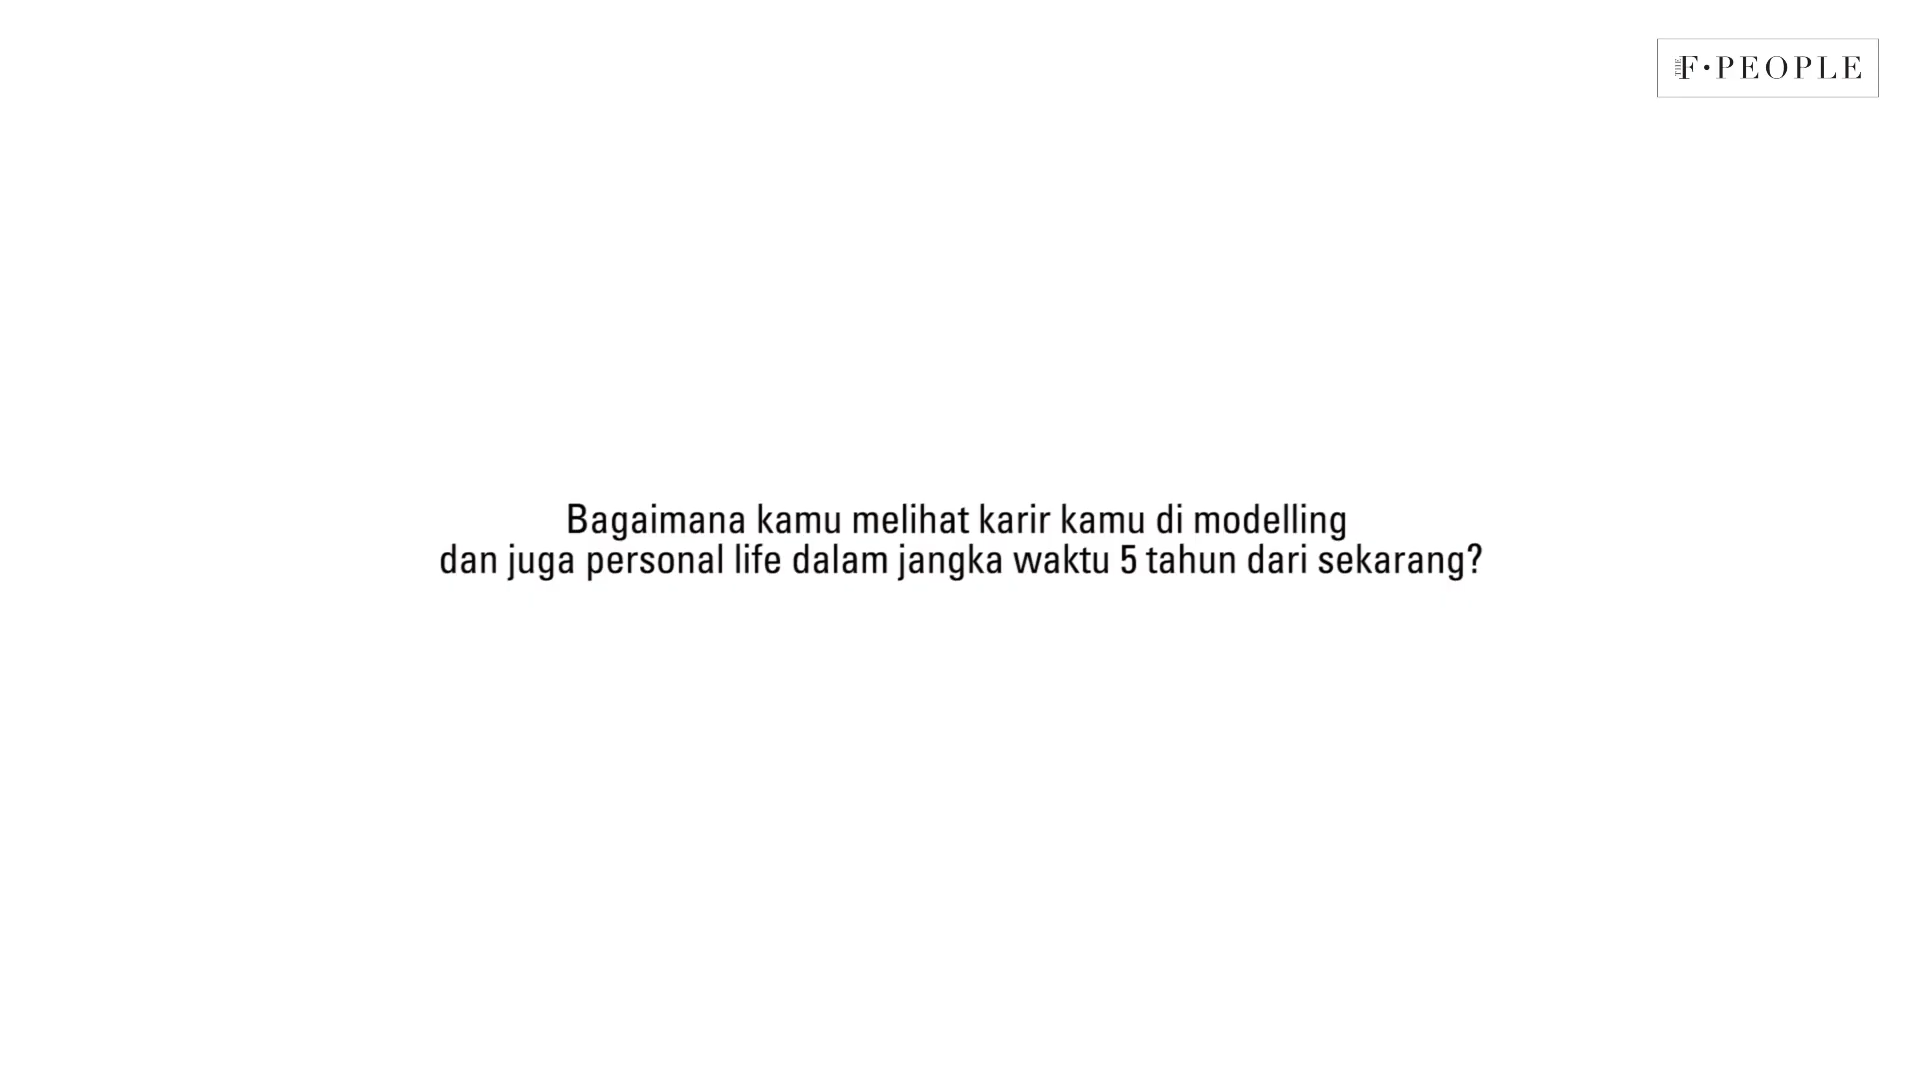 THE F•PEOPLE
Bagaimana kamu melihat karir kamu di modelling
dan juga personal life dalam jangka waktu 5 tahun dari sekarang?